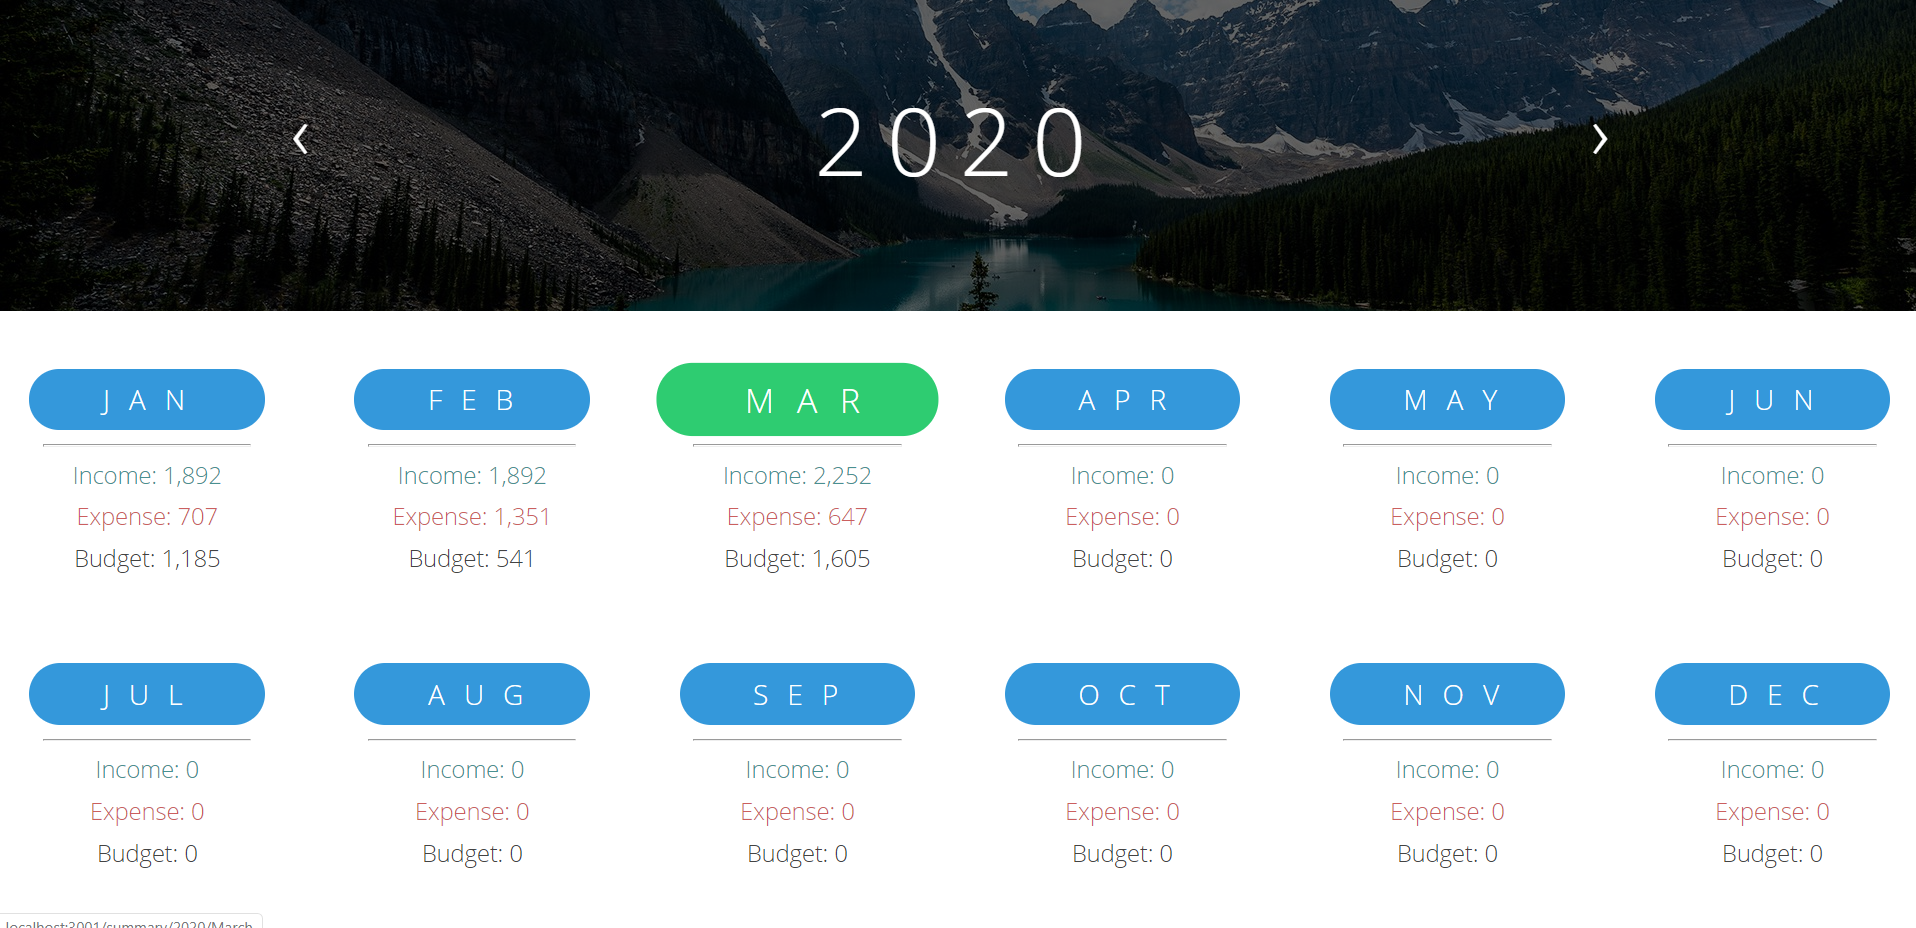 ‹ 2020 ›
JAN FEB MAR APR MAY JUN
Income: 1,892 Income: 1,892 Income: 2,252 Income: 0 Income: 0 Income: 0
Expense: 707 Expense: 1,351 Expense: 647 Expense: 0 Expense: 0 Expense: 0
Budget: 1,185 Budget: 541 Budget: 1,605 Budget: 0 Budget: 0 Budget: 0
JUL AUG SEP OCT NOV DEC
Income: 0 Income: 0 Income: 0 Income: 0 Income: 0 Income: 0
Expense: 0 Expense: 0 Expense: 0 Expense: 0 Expense: 0 Expense: 0
Budget: 0 Budget: 0 Budget: 0 Budget: 0 Budget: 0 Budget: 0
localhost:3001/summary/2020/March